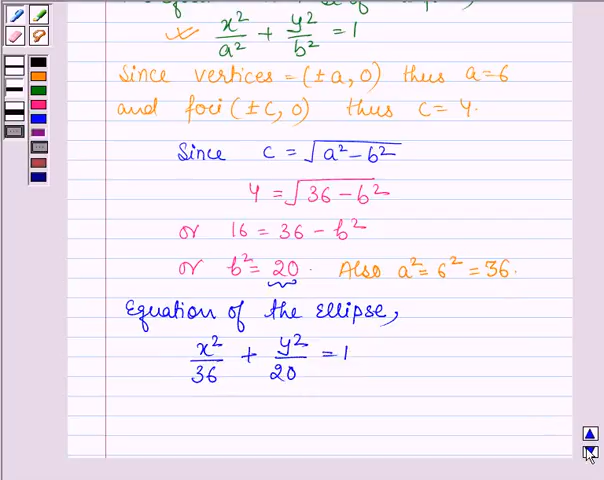 x²/a² + y²/b² = 1
Since vertices = (± a, 0) thus a = 6
and foci (± c, 0) thus c = 4.
Since c = √(a² – b²)
4 = √(36 – b²)
or 16 = 36 – b²
or b² = 20. Also a² = 6² = 36.
Equation of the ellipse,
x²/36 + y²/20 = 1